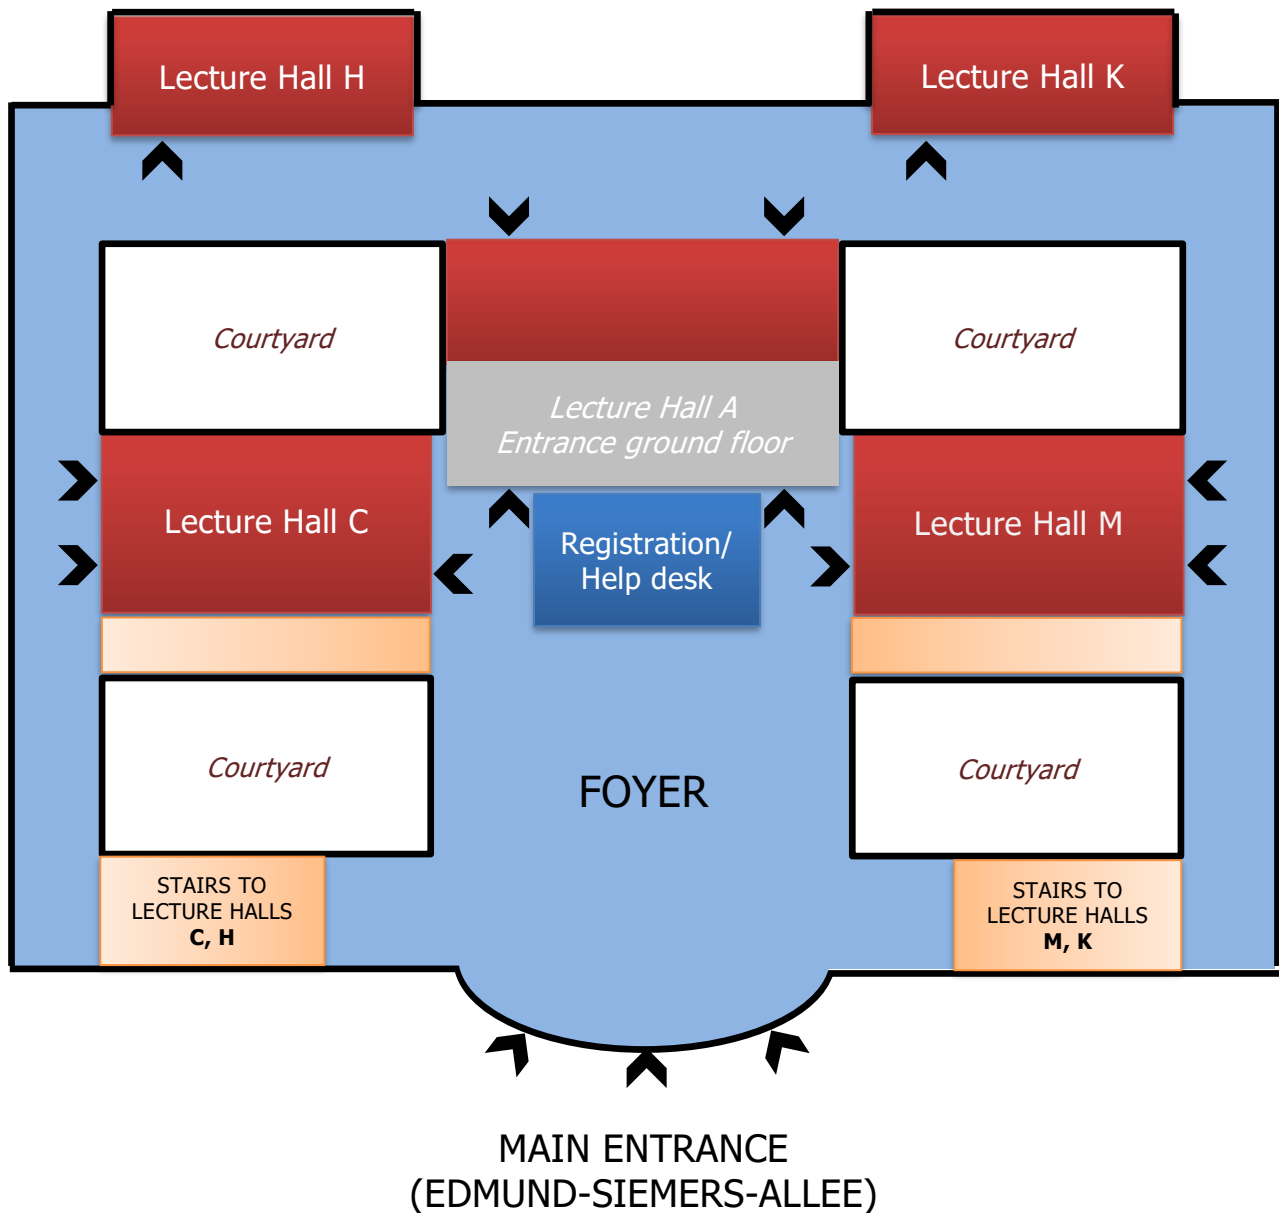 Lecture Hall H
Lecture Hall K
Courtyard
Courtyard
Lecture Hall A
Entrance ground floor
Lecture Hall C
Lecture Hall M
Registration/
Help desk
Courtyard
Courtyard
FOYER
STAIRS TO
LECTURE HALLS
C, H
STAIRS TO
LECTURE HALLS
M, K
MAIN ENTRANCE
(EDMUND-SIEMERS-ALLEE)